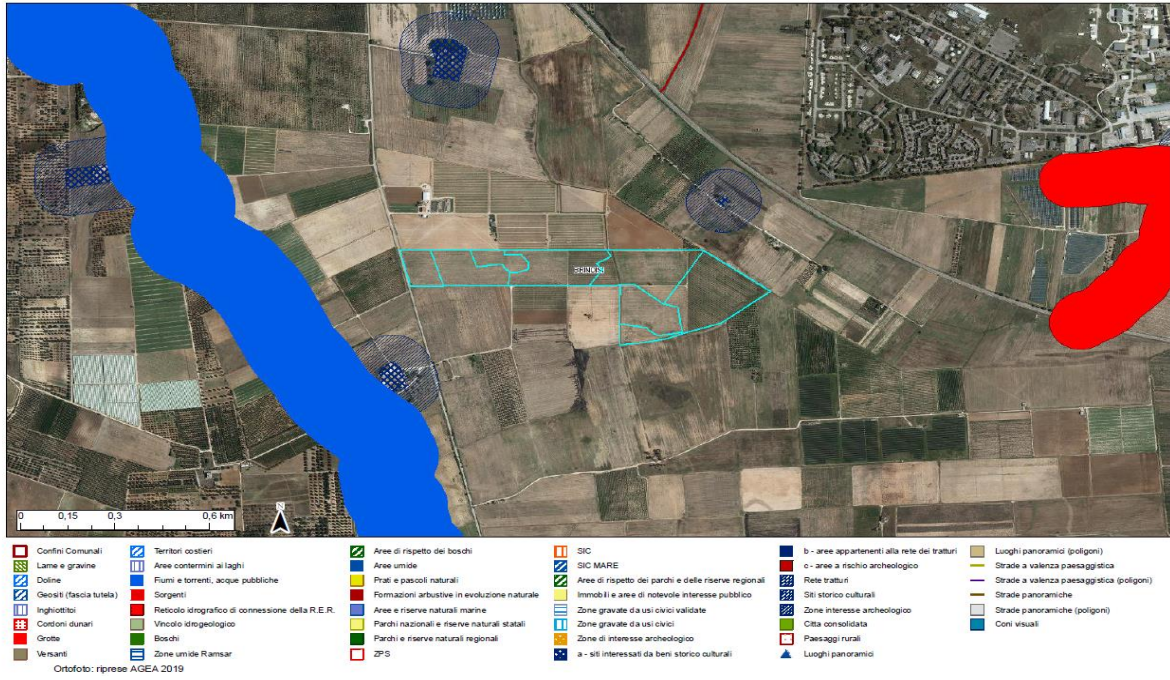 BRINDISI
0 0,15 0,3 0,6 km
N
Confini Comunali
Lame e gravine
Doline
Geositi (fascia tutela)
Inghiottitoi
Cordoni dunari
Grotte
Versanti
Territori costieri
Aree contermini ai laghi
Fiumi e torrenti, acque pubbliche
Sorgenti
Reticolo idrografico di connessione della R.E.R.
Vincolo idrogeologico
Boschi
Zone umide Ramsar
Aree di rispetto dei boschi
Aree umide
Prati e pascoli naturali
Formazioni arbustive in evoluzione naturale
Aree e riserve naturali marine
Parchi nazionali e riserve naturali statali
Parchi e riserve naturali regionali
ZPS
SIC
SIC MARE
Aree di rispetto dei parchi e delle riserve regionali
Immobili e aree di notevole interesse pubblico
Zone gravate da usi civici validate
Zone gravate da usi civici
Zone di interesse archeologico
a - siti interessati da beni storico culturali
b - aree appartenenti alla rete dei tratturi
c - aree a rischio archeologico
Rete tratturi
Siti storico culturali
Zone interesse archeologico
Citta consolidata
Paesaggi rurali
Luoghi panoramici
Luoghi panoramici (poligoni)
Strade a valenza paesaggistica
Strade a valenza paesaggistica (poligoni)
Strade panoramiche
Strade panoramiche (poligoni)
Coni visuali
Ortofoto: riprese AGEA 2019